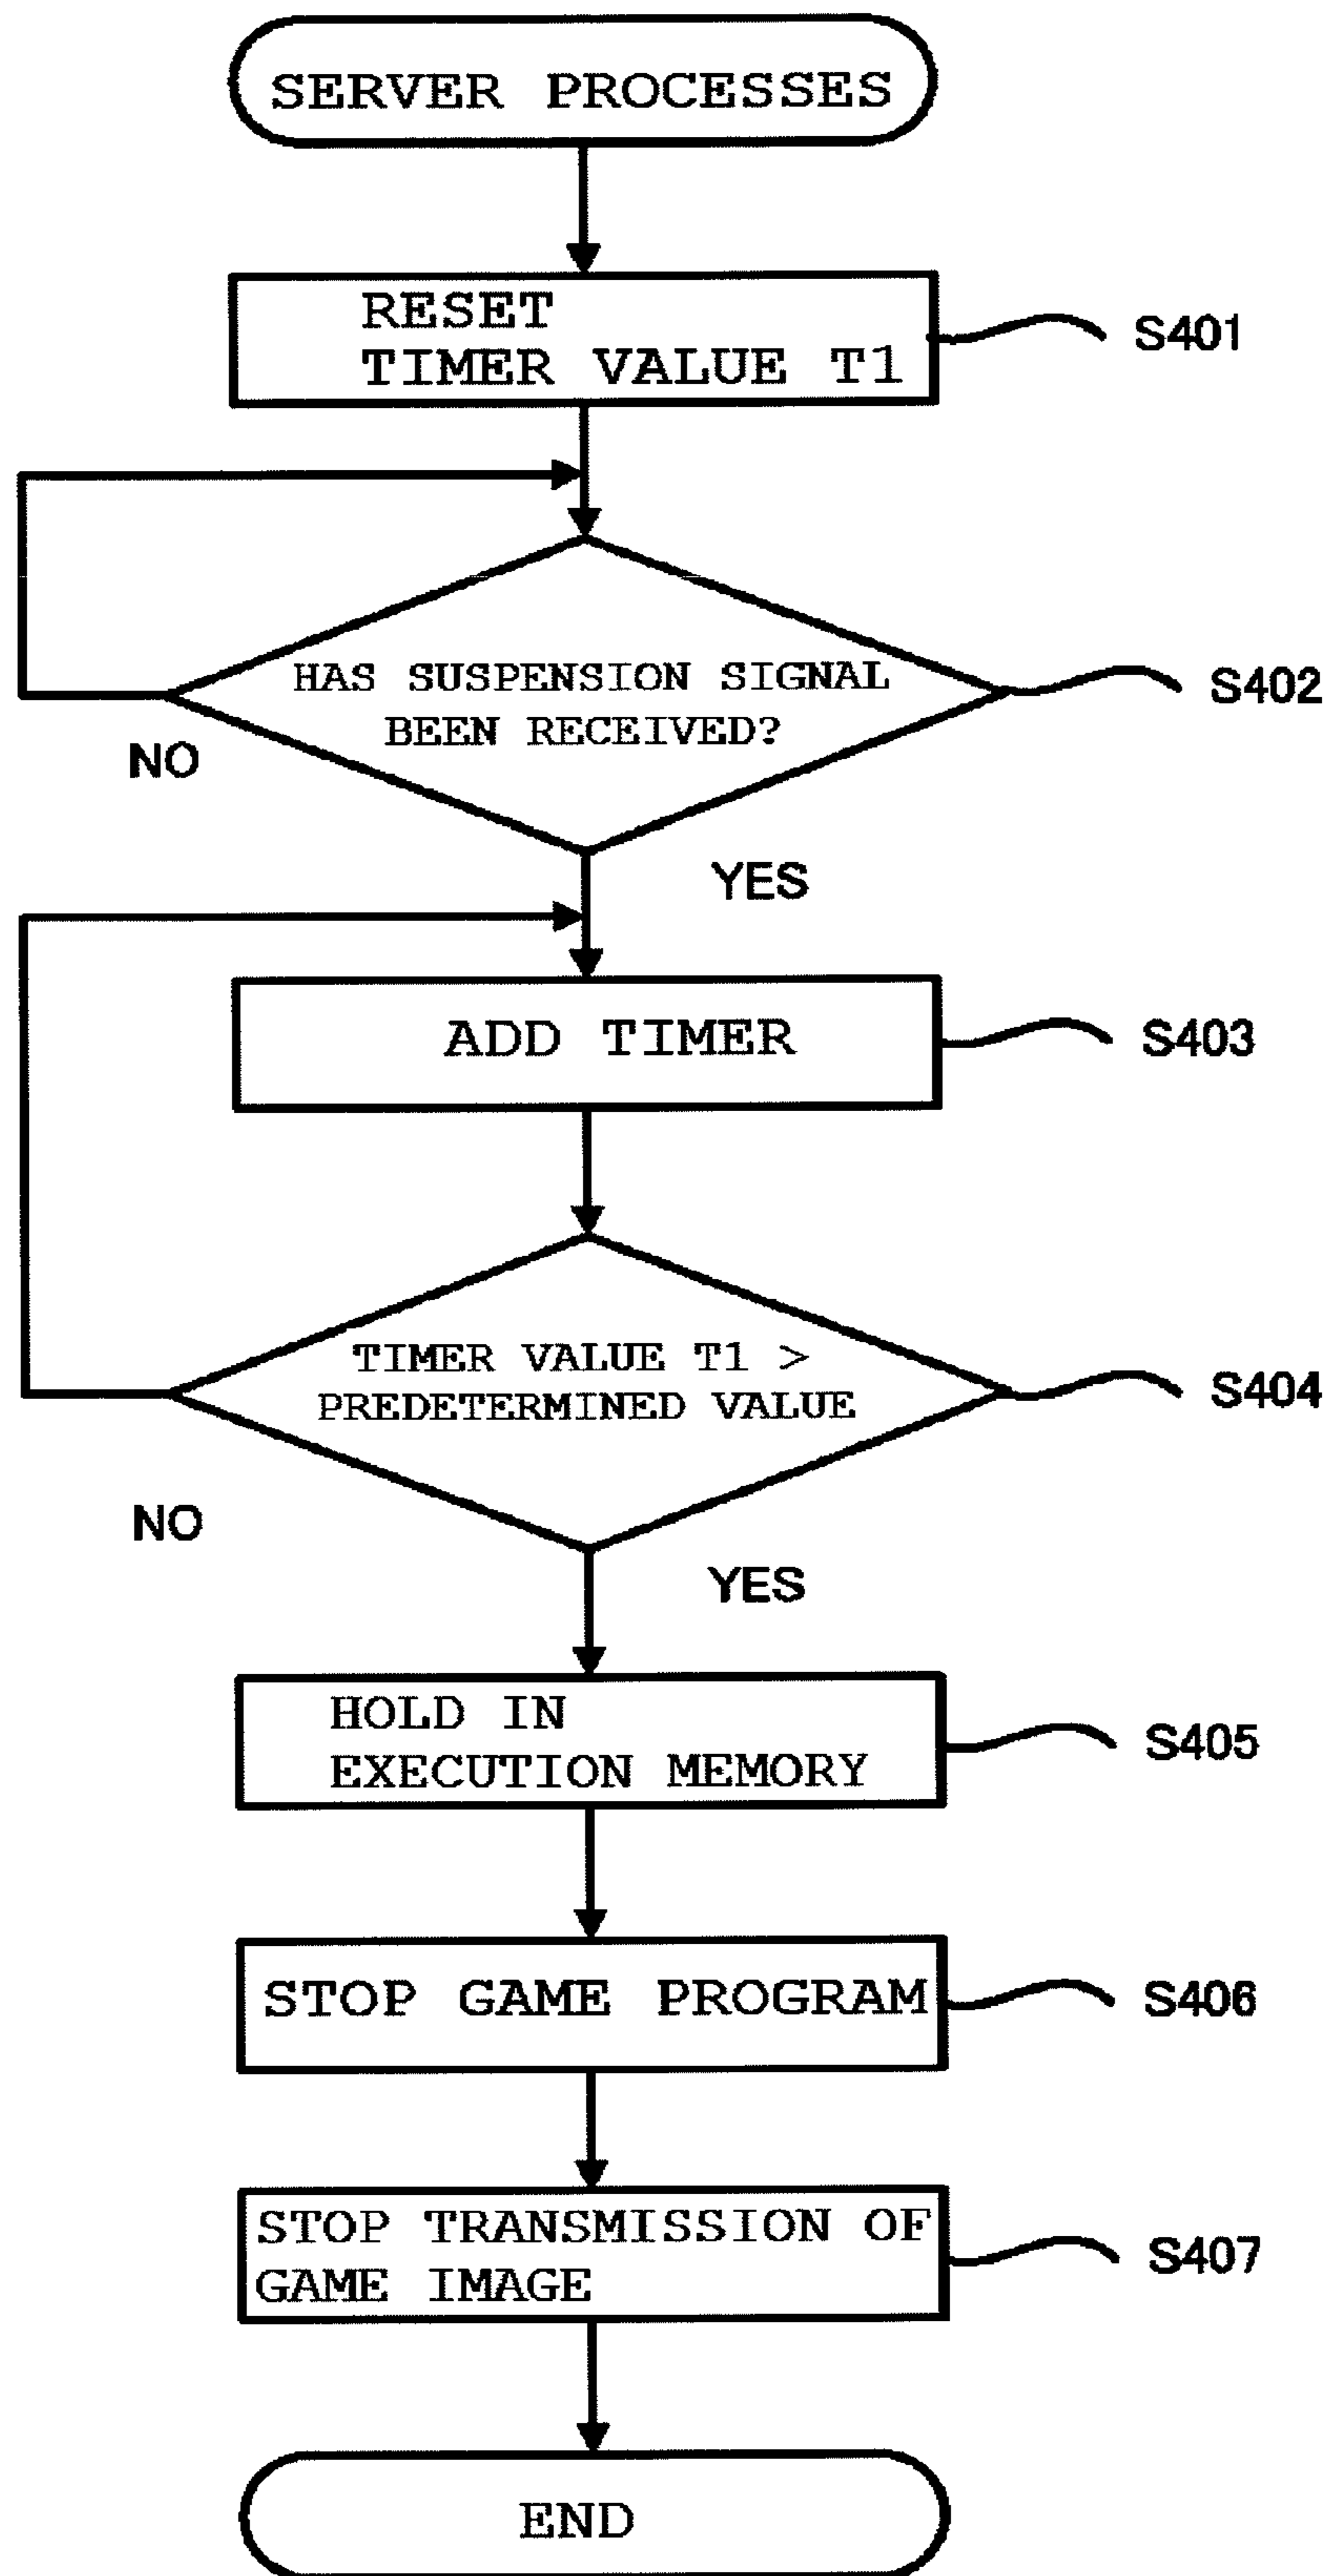 SERVER PROCESSES
RESET
TIMER VALUE T1
S401
HAS SUSPENSION SIGNAL
BEEN RECEIVED?
S402
NO
YES
ADD TIMER
S403
TIMER VALUE T1 >
PREDETERMINED VALUE
S404
NO
YES
HOLD IN
EXECUTION MEMORY
S405
STOP GAME PROGRAM
S406
STOP TRANSMISSION OF
GAME IMAGE
S407
END